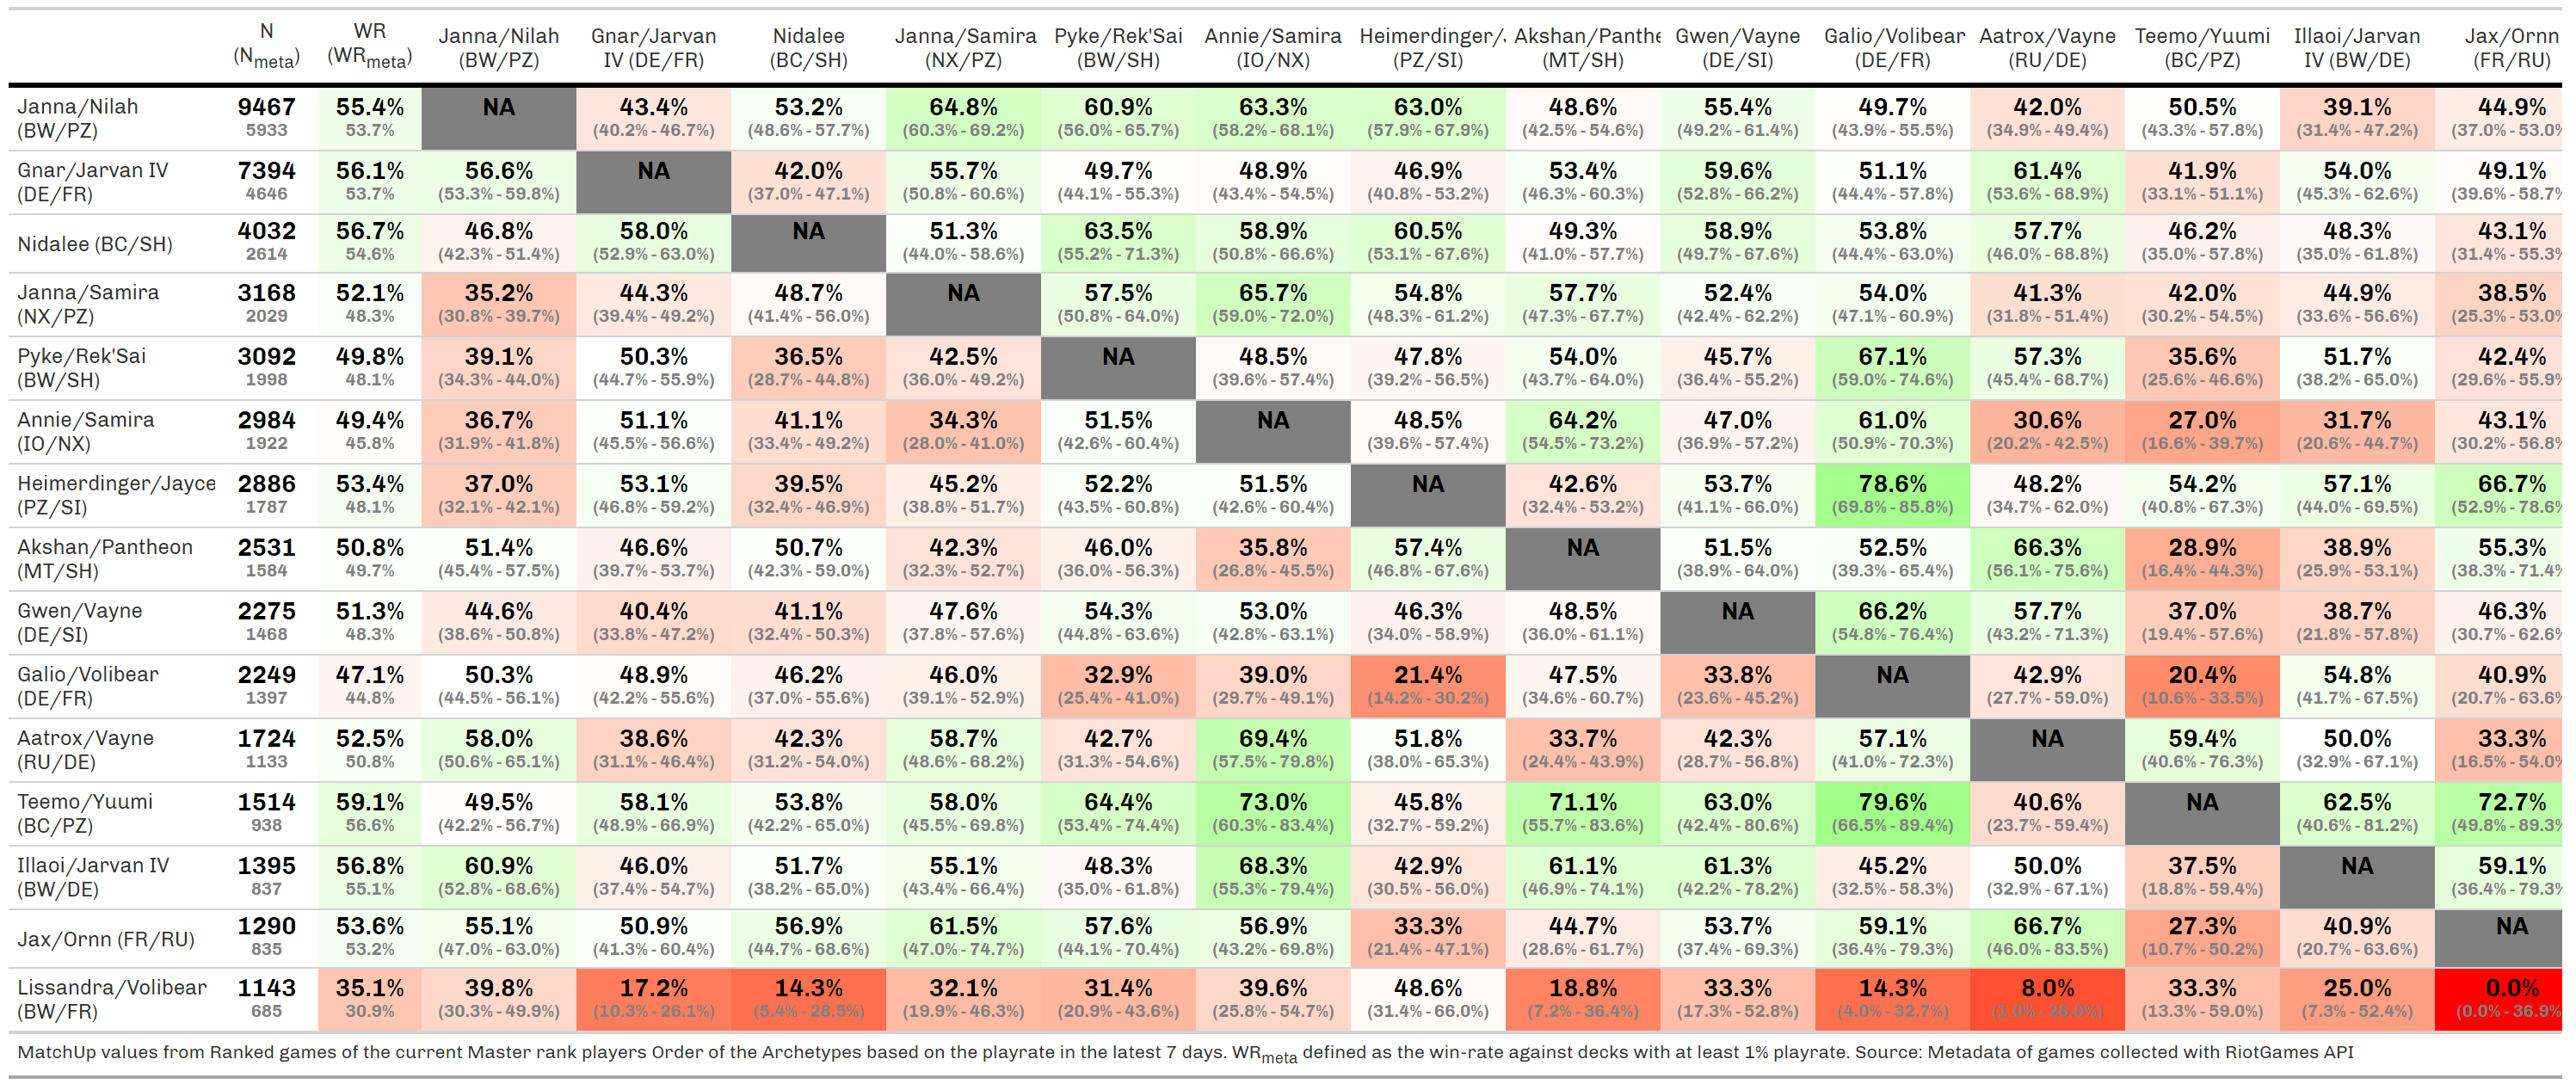 N WR Janna/Nilah Gnar/Jarvan Nidalee Janna/Samira Pyke/Rek'Sai Annie/Samira Heimerdinger/ Akshan/Panthe Gwen/Vayne Galio/Volibear Aatrox/Vayne Teemo/Yuumi Illaoi/Jarvan Jax/Ornn
(Nmeta) (WRmeta) (BW/PZ) IV (DE/FR) (BC/SH) (NX/PZ) (BW/SH) (IO/NX) (PZ/SI) (MT/SH) (DE/SI) (DE/FR) (RU/DE) (BC/PZ) IV (BW/DE) (FR/RU)
Janna/Nilah 9467 55.4% NA 43.4% 53.2% 64.8% 60.9% 63.3% 63.0% 48.6% 55.4% 49.7% 42.0% 50.5% 39.1% 44.9%
(BW/PZ) 5933 53.7% (40.2% - 46.7%) (48.6% - 57.7%) (60.3% - 69.2%) (56.0% - 65.7%) (58.2% - 68.1%) (57.9% - 67.9%) (42.5% - 54.6%) (49.2% - 61.4%) (43.9% - 55.5%) (34.9% - 49.4%) (43.3% - 57.8%) (31.4% - 47.2%) (37.0% - 53.0%
Gnar/Jarvan IV 7394 56.1% 56.6% NA 42.0% 55.7% 49.7% 48.9% 46.9% 53.4% 59.6% 51.1% 61.4% 41.9% 54.0% 49.1%
(DE/FR) 4646 53.7% (53.3% - 59.8%) (37.0% - 47.1%) (50.8% - 60.6%) (44.1% - 55.3%) (43.4% - 54.5%) (40.8% - 53.2%) (46.3% - 60.3%) (52.8% - 66.2%) (44.4% - 57.8%) (53.6% - 68.9%) (33.1% - 51.1%) (45.3% - 62.6%) (39.6% - 58.7%
Nidalee (BC/SH) 4032 56.7% 46.8% 58.0% NA 51.3% 63.5% 58.9% 60.5% 49.3% 58.9% 53.8% 57.7% 46.2% 48.3% 43.1%
2614 54.6% (42.3% - 51.4%) (52.9% - 63.0%) (44.0% - 58.6%) (55.2% - 71.3%) (50.8% - 66.6%) (53.1% - 67.6%) (41.0% - 57.7%) (49.7% - 67.6%) (44.4% - 63.0%) (46.0% - 68.8%) (35.0% - 57.8%) (35.0% - 61.8%) (31.4% - 55.3%
Janna/Samira 3168 52.1% 35.2% 44.3% 48.7% NA 57.5% 65.7% 54.8% 57.7% 52.4% 54.0% 41.3% 42.0% 44.9% 38.5%
(NX/PZ) 2029 48.3% (30.8% - 39.7%) (39.4% - 49.2%) (41.4% - 56.0%) (50.8% - 64.0%) (59.0% - 72.0%) (48.3% - 61.2%) (47.3% - 67.7%) (42.4% - 62.2%) (47.1% - 60.9%) (31.8% - 51.4%) (30.2% - 54.5%) (33.6% - 56.6%) (25.3% - 53.0%
Pyke/Rek'Sai 3092 49.8% 39.1% 50.3% 36.5% 42.5% NA 48.5% 47.8% 54.0% 45.7% 67.1% 57.3% 35.6% 51.7% 42.4%
(BW/SH) 1998 48.1% (34.3% - 44.0%) (44.7% - 55.9%) (28.7% - 44.8%) (36.0% - 49.2%) (39.6% - 57.4%) (39.2% - 56.5%) (43.7% - 64.0%) (36.4% - 55.2%) (59.0% - 74.6%) (45.4% - 68.7%) (25.6% - 46.6%) (38.2% - 65.0%) (29.6% - 55.9%
Annie/Samira 2984 49.4% 36.7% 51.1% 41.1% 34.3% 51.5% NA 48.5% 64.2% 47.0% 61.0% 30.6% 27.0% 31.7% 43.1%
(IO/NX) 1922 45.8% (31.9% - 41.8%) (45.5% - 56.6%) (33.4% - 49.2%) (28.0% - 41.0%) (42.6% - 60.4%) (39.6% - 57.4%) (54.5% - 73.2%) (36.9% - 57.2%) (50.9% - 70.3%) (20.2% - 42.5%) (16.6% - 39.7%) (20.6% - 44.7%) (30.2% - 56.8%
Heimerdinger/Jayce 2886 53.4% 37.0% 53.1% 39.5% 45.2% 52.2% 51.5% NA 42.6% 53.7% 78.6% 48.2% 54.2% 57.1% 66.7%
(PZ/SI) 1787 48.1% (32.1% - 42.1%) (46.8% - 59.2%) (32.4% - 46.9%) (38.8% - 51.7%) (43.5% - 60.8%) (42.6% - 60.4%) (32.4% - 53.2%) (41.1% - 66.0%) (69.8% - 85.8%) (34.7% - 62.0%) (40.8% - 67.3%) (44.0% - 69.5%) (52.9% - 78.6%
Akshan/Pantheon 2531 50.8% 51.4% 46.6% 50.7% 42.3% 46.0% 35.8% 57.4% NA 51.5% 52.5% 66.3% 28.9% 38.9% 55.3%
(MT/SH) 1584 49.7% (45.4% - 57.5%) (39.7% - 53.7%) (42.3% - 59.0%) (32.3% - 52.7%) (36.0% - 56.3%) (26.8% - 45.5%) (46.8% - 67.6%) (38.9% - 64.0%) (39.3% - 65.4%) (56.1% - 75.6%) (16.4% - 44.3%) (25.9% - 53.1%) (38.3% - 71.4%
Gwen/Vayne 2275 51.3% 44.6% 40.4% 41.1% 47.6% 54.3% 53.0% 46.3% 48.5% NA 66.2% 57.7% 37.0% 38.7% 46.3%
(DE/SI) 1468 48.3% (38.6% - 50.8%) (33.8% - 47.2%) (32.4% - 50.3%) (37.8% - 57.6%) (44.8% - 63.6%) (42.8% - 63.1%) (34.0% - 58.9%) (36.0% - 61.1%) (54.8% - 76.4%) (43.2% - 71.3%) (19.4% - 57.6%) (21.8% - 57.8%) (30.7% - 62.6%
Galio/Volibear 2249 47.1% 50.3% 48.9% 46.2% 46.0% 32.9% 39.0% 21.4% 47.5% 33.8% NA 42.9% 20.4% 54.8% 40.9%
(DE/FR) 1397 44.8% (44.5% - 56.1%) (42.2% - 55.6%) (37.0% - 55.6%) (39.1% - 52.9%) (25.4% - 41.0%) (29.7% - 49.1%) (14.2% - 30.2%) (34.6% - 60.7%) (23.6% - 45.2%) (27.7% - 59.0%) (10.6% - 33.5%) (41.7% - 67.5%) (20.7% - 63.6%
Aatrox/Vayne 1724 52.5% 58.0% 38.6% 42.3% 58.7% 42.7% 69.4% 51.8% 33.7% 42.3% 57.1% NA 59.4% 50.0% 33.3%
(RU/DE) 1133 50.8% (50.6% - 65.1%) (31.1% - 46.4%) (31.2% - 54.0%) (48.6% - 68.2%) (31.3% - 54.6%) (57.5% - 79.8%) (38.0% - 65.3%) (24.4% - 43.9%) (28.7% - 56.8%) (41.0% - 72.3%) (40.6% - 76.3%) (32.9% - 67.1%) (16.5% - 54.0%
Teemo/Yuumi 1514 59.1% 49.5% 58.1% 53.8% 58.0% 64.4% 73.0% 45.8% 71.1% 63.0% 79.6% 40.6% NA 62.5% 72.7%
(BC/PZ) 938 56.6% (42.2% - 56.7%) (48.9% - 66.9%) (42.2% - 65.0%) (45.5% - 69.8%) (53.4% - 74.4%) (60.3% - 83.4%) (32.7% - 59.2%) (55.7% - 83.6%) (42.4% - 80.6%) (66.5% - 89.4%) (23.7% - 59.4%) (40.6% - 81.2%) (49.8% - 89.3%
Illaoi/Jarvan IV 1395 56.8% 60.9% 46.0% 51.7% 55.1% 48.3% 68.3% 42.9% 61.1% 61.3% 45.2% 50.0% 37.5% NA 59.1%
(BW/DE) 837 55.1% (52.8% - 68.6%) (37.4% - 54.7%) (38.2% - 65.0%) (43.4% - 66.4%) (35.0% - 61.8%) (55.3% - 79.4%) (30.5% - 56.0%) (46.9% - 74.1%) (42.2% - 78.2%) (32.5% - 58.3%) (32.9% - 67.1%) (18.8% - 59.4%) (36.4% - 79.3%
Jax/Ornn (FR/RU) 1290 53.6% 55.1% 50.9% 56.9% 61.5% 57.6% 56.9% 33.3% 44.7% 53.7% 59.1% 66.7% 27.3% 40.9% NA
835 53.2% (47.0% - 63.0%) (41.3% - 60.4%) (44.7% - 68.6%) (47.0% - 74.7%) (44.1% - 70.4%) (43.2% - 69.8%) (21.4% - 47.1%) (28.6% - 61.7%) (37.4% - 69.3%) (36.4% - 79.3%) (46.0% - 83.5%) (10.7% - 50.2%) (20.7% - 63.6%)
Lissandra/Volibear 1143 35.1% 39.8% 17.2% 14.3% 32.1% 31.4% 39.6% 48.6% 18.8% 33.3% 14.3% 8.0% 33.3% 25.0% 0.0%
(BW/FR) 685 30.9% (30.3% - 49.9%) (10.3% - 26.1%) (5.4% - 28.5%) (19.9% - 46.3%) (20.9% - 43.6%) (25.8% - 54.7%) (31.4% - 66.0%) (7.2% - 36.4%) (17.3% - 52.8%) (4.0% - 32.7%) (1.0% - 26.0%) (13.3% - 59.0%) (7.3% - 52.4%) (0.0% - 36.9%
MatchUp values from Ranked games of the current Master rank players Order of the Archetypes based on the playrate in the latest 7 days. WRmeta defined as the win-rate against decks with at least 1% playrate. Source: Metadata of games collected with RiotGames API